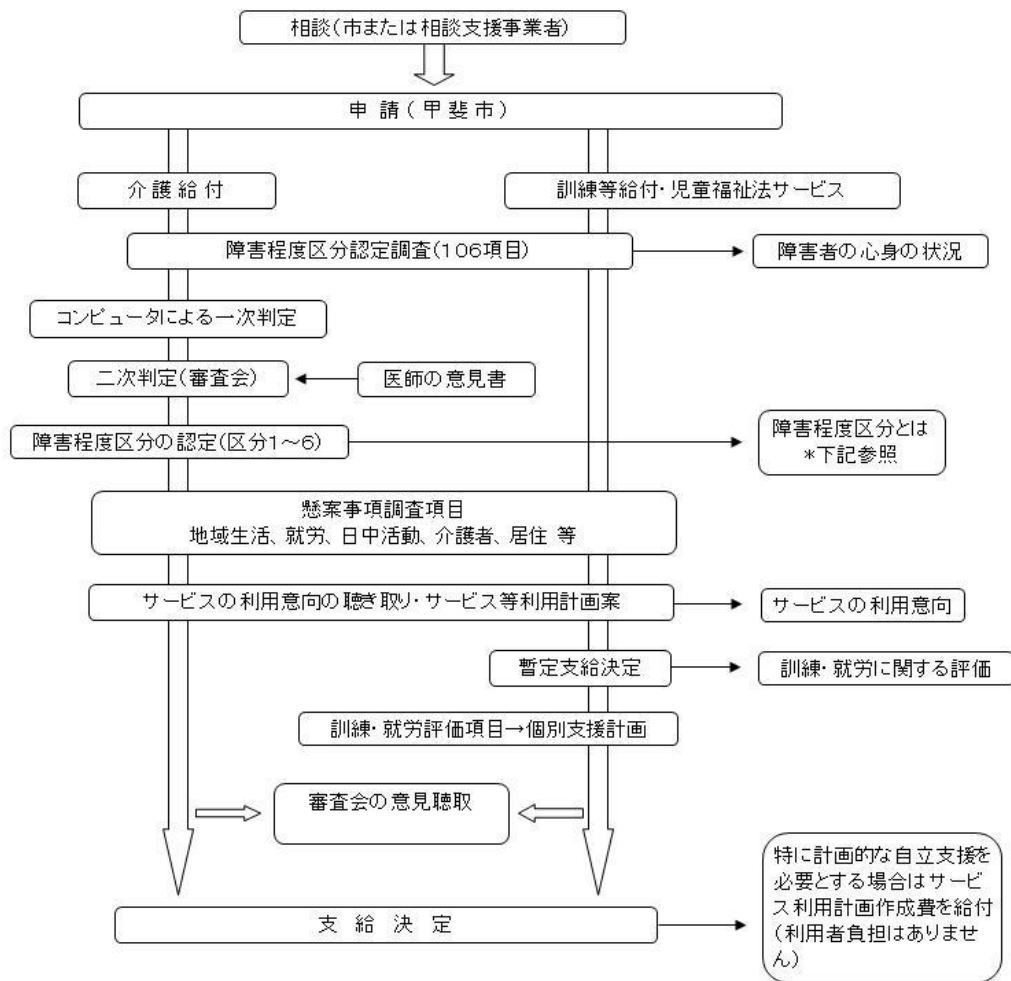 相談(市または相談支援事業者)
申 請 ( 甲 斐 市 )
介 護 給 付
訓練等給付・児童福祉法サービス
障害程度区分認定調査(106項目)
障害者の心身の状況
コンピュータによる一次判定
二次判定(審査会)
医師の意見書
障害程度区分の認定(区分1～6)
障害程度区分とは
*下記参照
懸案事項調査項目
地域生活、就労、日中活動、介護者、居住 等
サービスの利用意向の聴き取り・サービス等利用計画案
サービスの利用意向
暫定支給決定
訓練・就労に関する評価
訓練・就労評価項目→個別支援計画
審査会の意見聴取
特に計画的な自立支援を
必要とする場合はサービ
ス利用計画作成費を給付
(利用者負担はありませ
ん)
支 給 決 定